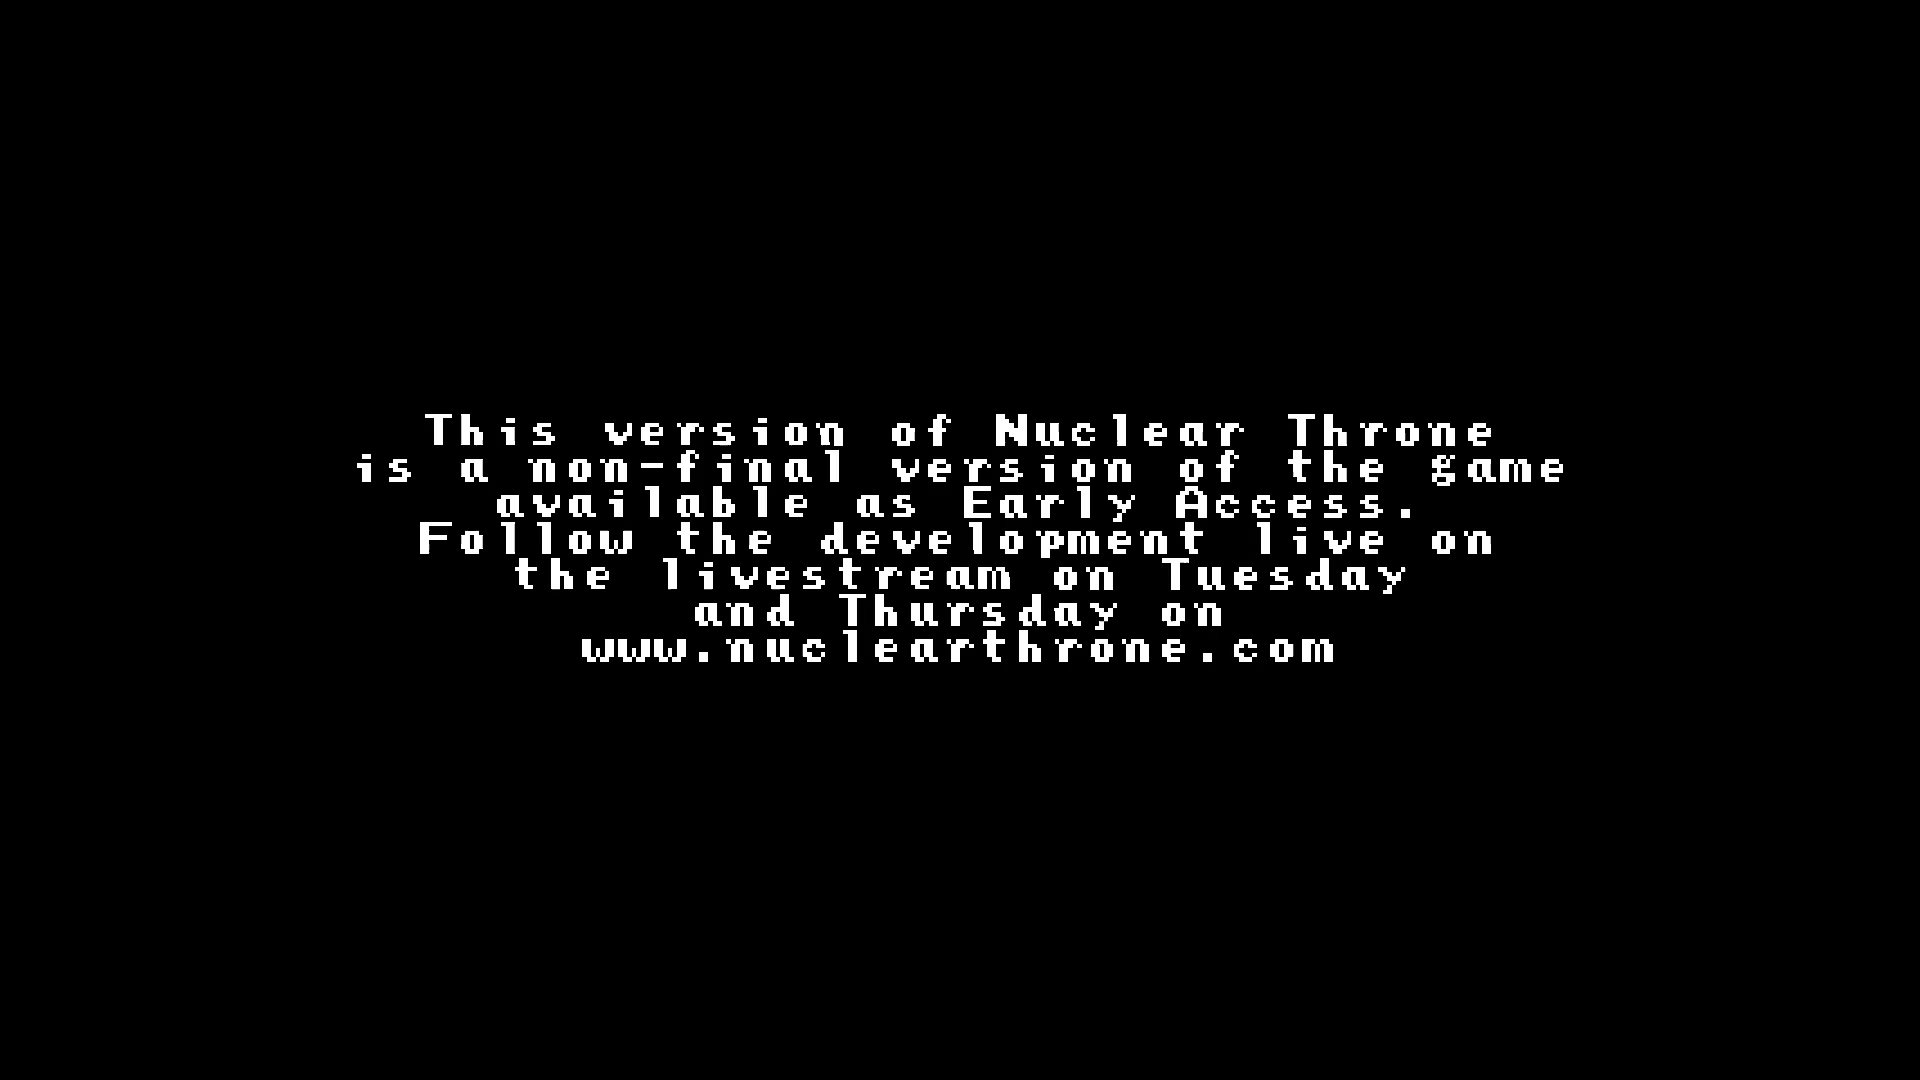 This version of Nuclear Throne
is a non-final version of the game
available as Early Access.
Follow the development live on
the livestream on Tuesday
and Thursday on
www.nuclearthrone.com